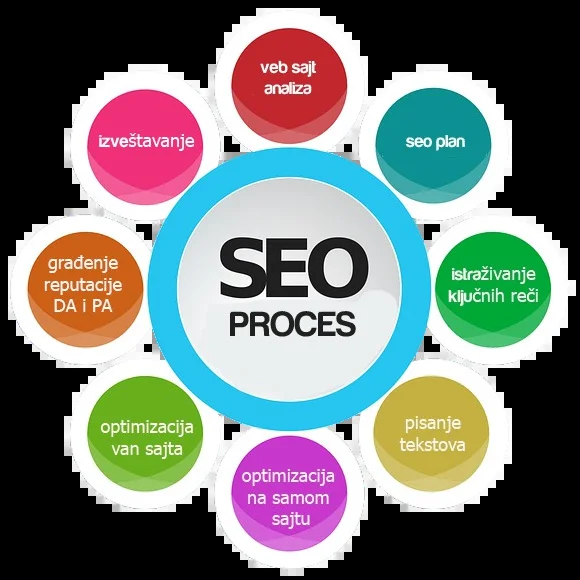 SEO
PROCES
veb sajt
analiza
seo plan
istraživanje
ključnih reči
pisanje
tekstova
optimizacija
na samom
sajtu
optimizacija
van sajta
građenje
reputacije
DA i PA
izveštavanje